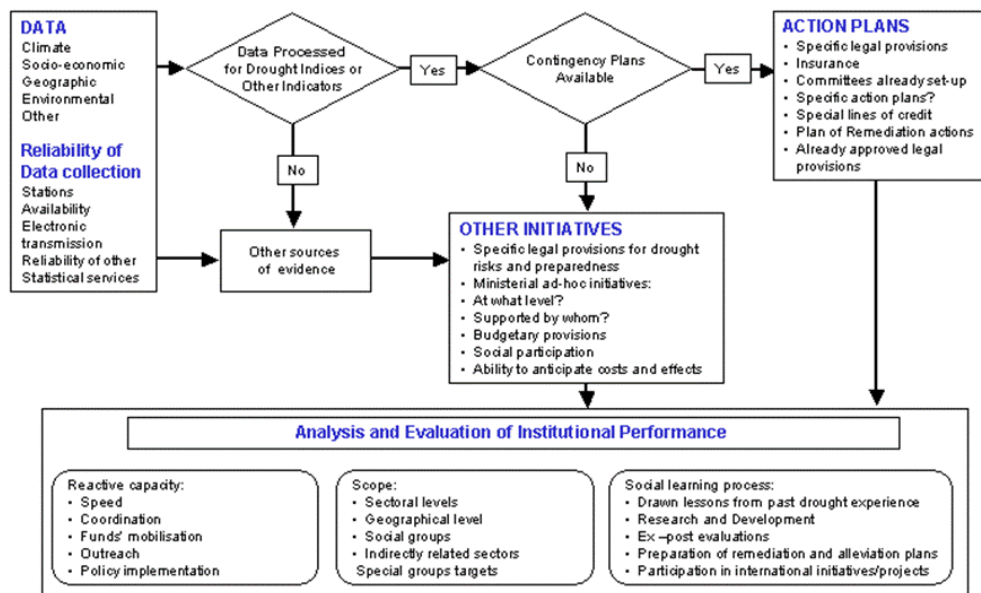 DATA
Climate
Socio-economic
Geographic
Environmental
Other
Reliability of
Data collection
Stations
Availability
Electronic
transmission
Reliability of other
Statistical services
Data Processed
for Drought Indices or
Other Indicators
Yes
No
Other sources
of evidence
Contingency Plans
Available
Yes
No
ACTION PLANS
• Specific legal provisions
• Insurance
• Committees already set-up
• Specific action plans?
• Special lines of credit
• Plan of Remediation actions
• Already approved legal
provisions
OTHER INITIATIVES
• Specific legal provisions for drought
risks and preparedness
• Ministerial ad-hoc initiatives:
• At what level?
• Supported by whom?
• Budgetary provisions
• Social participation
• Ability to anticipate costs and effects
Analysis and Evaluation of Institutional Performance
Reactive capacity:
• Speed
• Coordination
• Funds' mobilisation
• Outreach
• Policy implementation
Scope:
• Sectoral levels
• Geographical level
• Social groups
• Indirectly related sectors
Special groups targets
Social learning process:
• Drawn lessons from past drought experience
• Research and Development
• Ex –post evaluations
• Preparation of remediation and alleviation plans
• Participation in international initiatives/projects